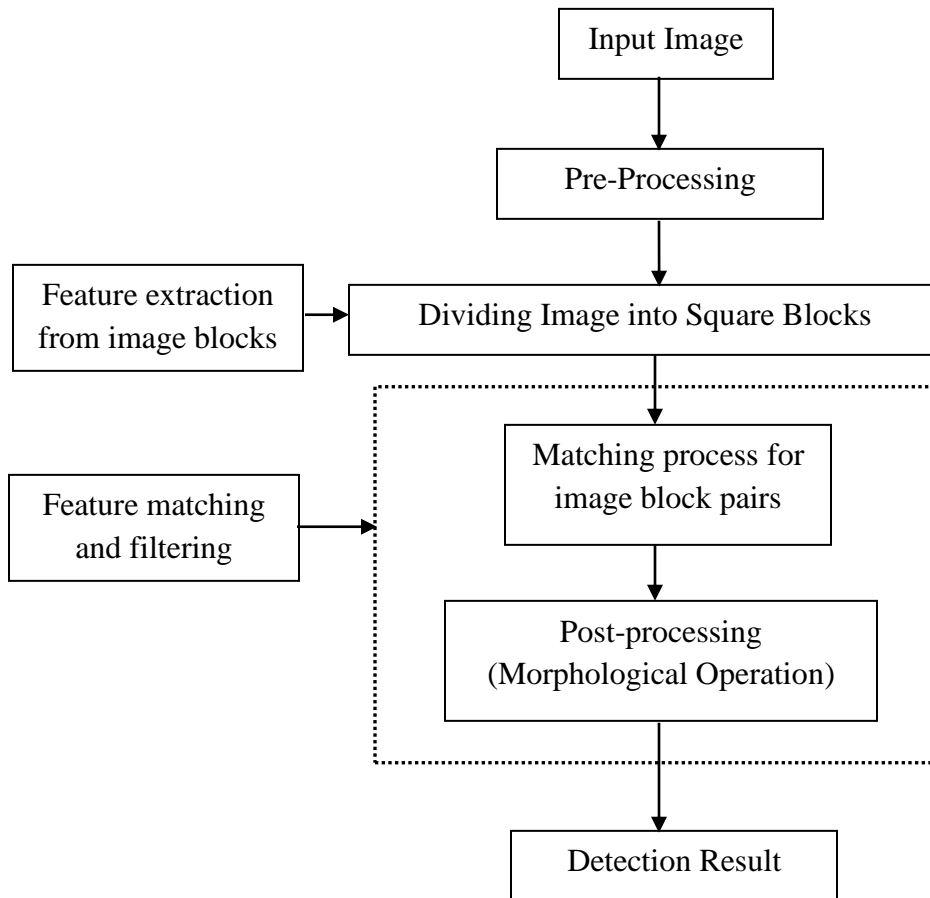 Input Image
Pre-Processing
Feature extraction
from image blocks
Dividing Image into Square Blocks
Matching process for
image block pairs
Feature matching
and filtering
Post-processing
(Morphological Operation)
Detection Result